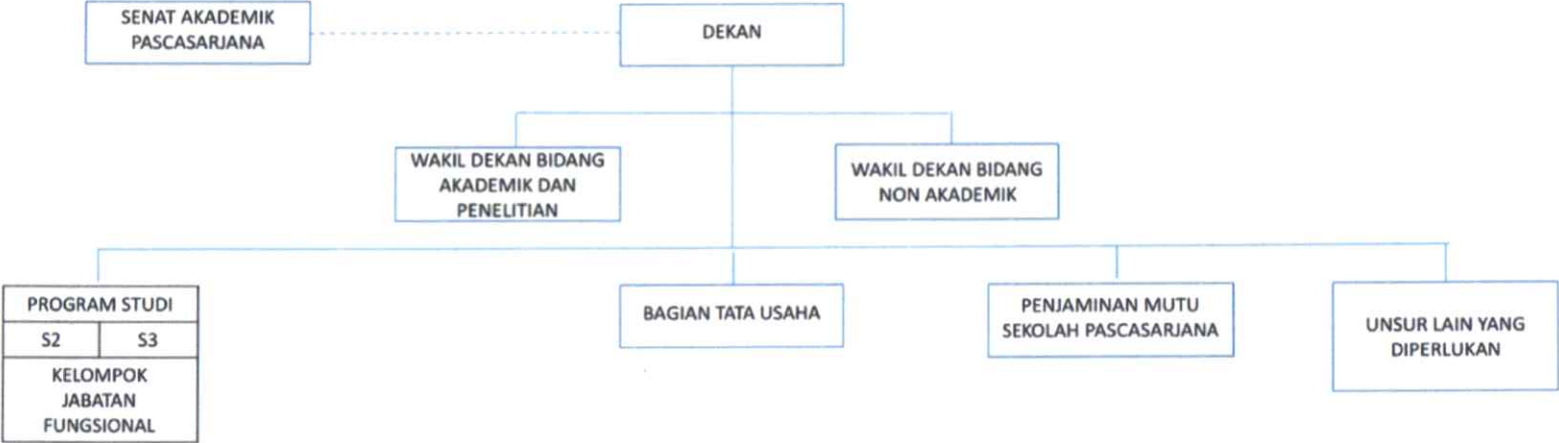 SENAT AKADEMIK
PASCASARJANA
DEKAN
WAKIL DEKAN BIDANG
AKADEMIK DAN
PENELITIAN
WAKIL DEKAN BIDANG
NON AKADEMIK
PROGRAM STUDI
S2 S3
KELOMPOK
JABATAN
FUNGSIONAL
BAGIAN TATA USAHA
PENJAMINAN MUTU
SEKOLAH PASCASARJANA
UNSUR LAIN YANG
DIPERLUKAN